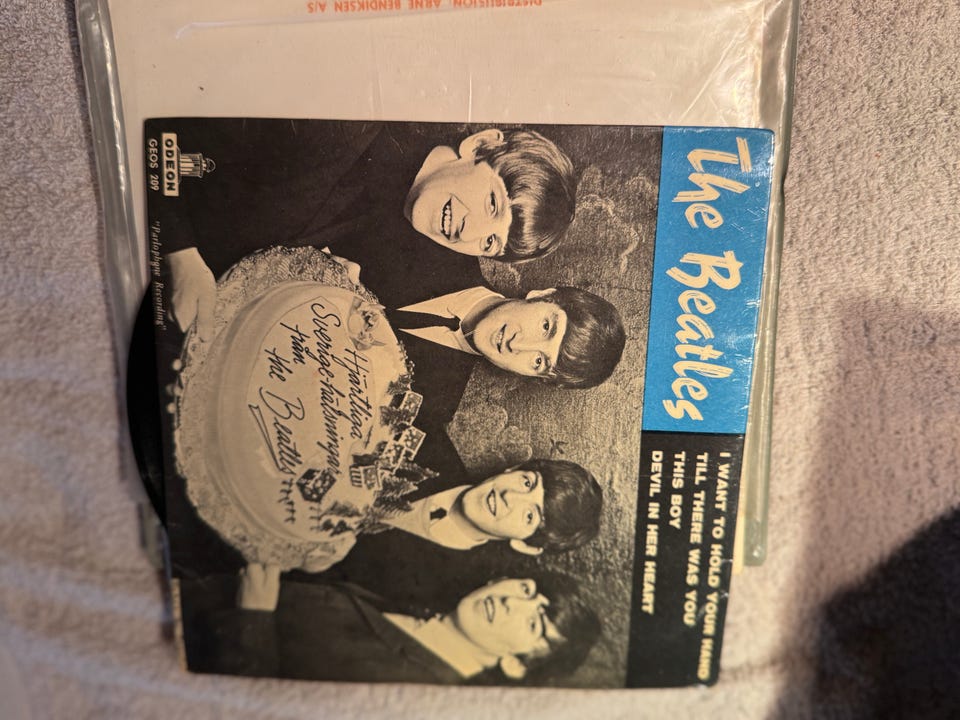 DISTRIBUSJON: ARNE BENDIKSEN A/S
The Beatles
I WANT TO HOLD YOUR HAND
TILL THERE WAS YOU
THIS BOY
DEVIL IN HER HEART
Hjärtliga
Sverige-hälsningar
från
the Beatles
ODEON
GEOS 209
"Parlophone Recording"